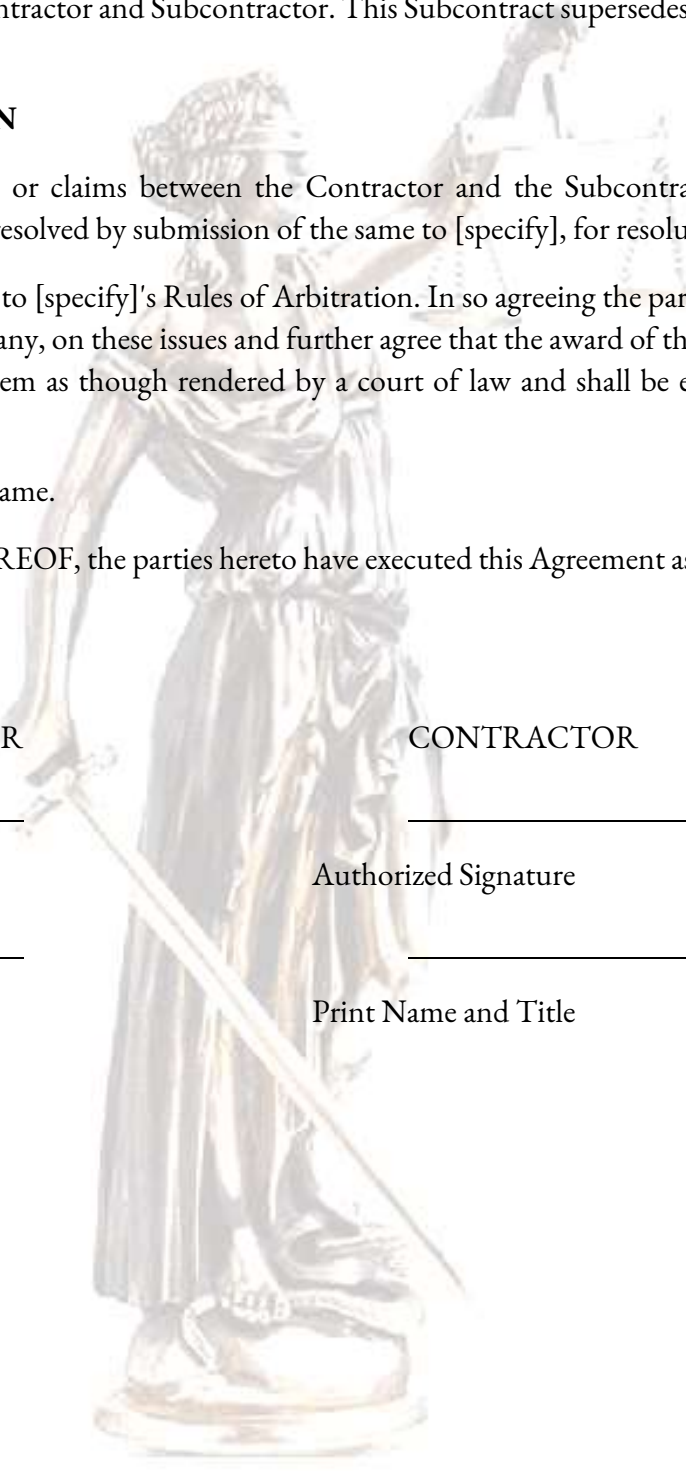 ntractor and Subcontractor. This Subcontract supersedes
N
or claims between the Contractor and the Subcontra
esolved by submission of the same to [specify], for resolu
to [specify]'s Rules of Arbitration. In so agreeing the par
any, on these issues and further agree that the award of th
em as though rendered by a court of law and shall be e
ame.
REOF, the parties hereto have executed this Agreement as
R CONTRACTOR
Authorized Signature
Print Name and Title